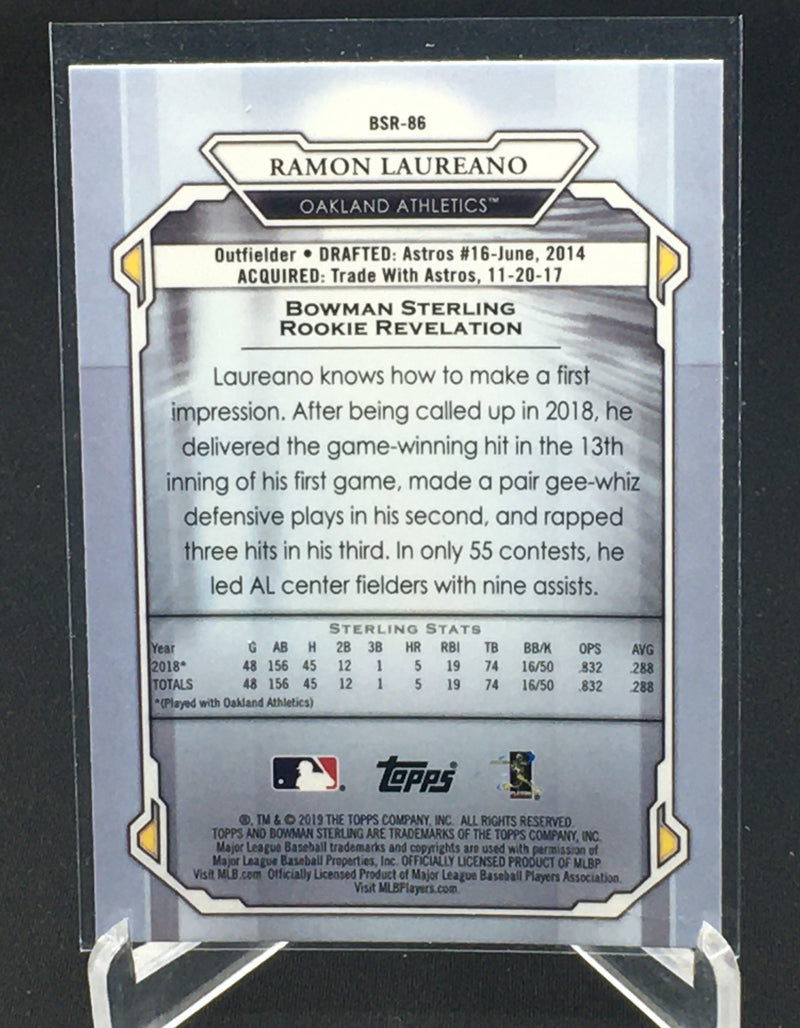 BSR-86
RAMON LAUREANO
OAKLAND ATHLETICS™
Outfielder • DRAFTED: Astros #16-June, 2014
ACQUIRED: Trade With Astros, 11-20-17
BOWMAN STERLING
ROOKIE REVELATION
Laureano knows how to make a first
impression. After being called up in 2018, he
delivered the game-winning hit in the 13th
inning of his first game, made a pair gee-whiz
defensive plays in his second, and rapped
three hits in his third. In only 55 contests, he
led AL center fielders with nine assists.
STERLING STATS
Year G AB H 2B 3B HR RBI TB BB/K OPS AVG
2018* 48 156 45 12 1 5 19 74 16/50 .832 .288
TOTALS 48 156 45 12 1 5 19 74 16/50 .832 .288
*(Played with Oakland Athletics)
topps
®, TM & © 2019 THE TOPPS COMPANY, INC. ALL RIGHTS RESERVED.
TOPPS AND BOWMAN STERLING ARE TRADEMARKS OF THE TOPPS COMPANY, INC.
Major League Baseball trademarks and copyrights are used with permission of
Major League Baseball Properties, Inc. OFFICIALLY LICENSED PRODUCT OF MLBP.
Visit MLB.com Officially Licensed Product of Major League Baseball Players Association.
Visit MLBPlayers.com.